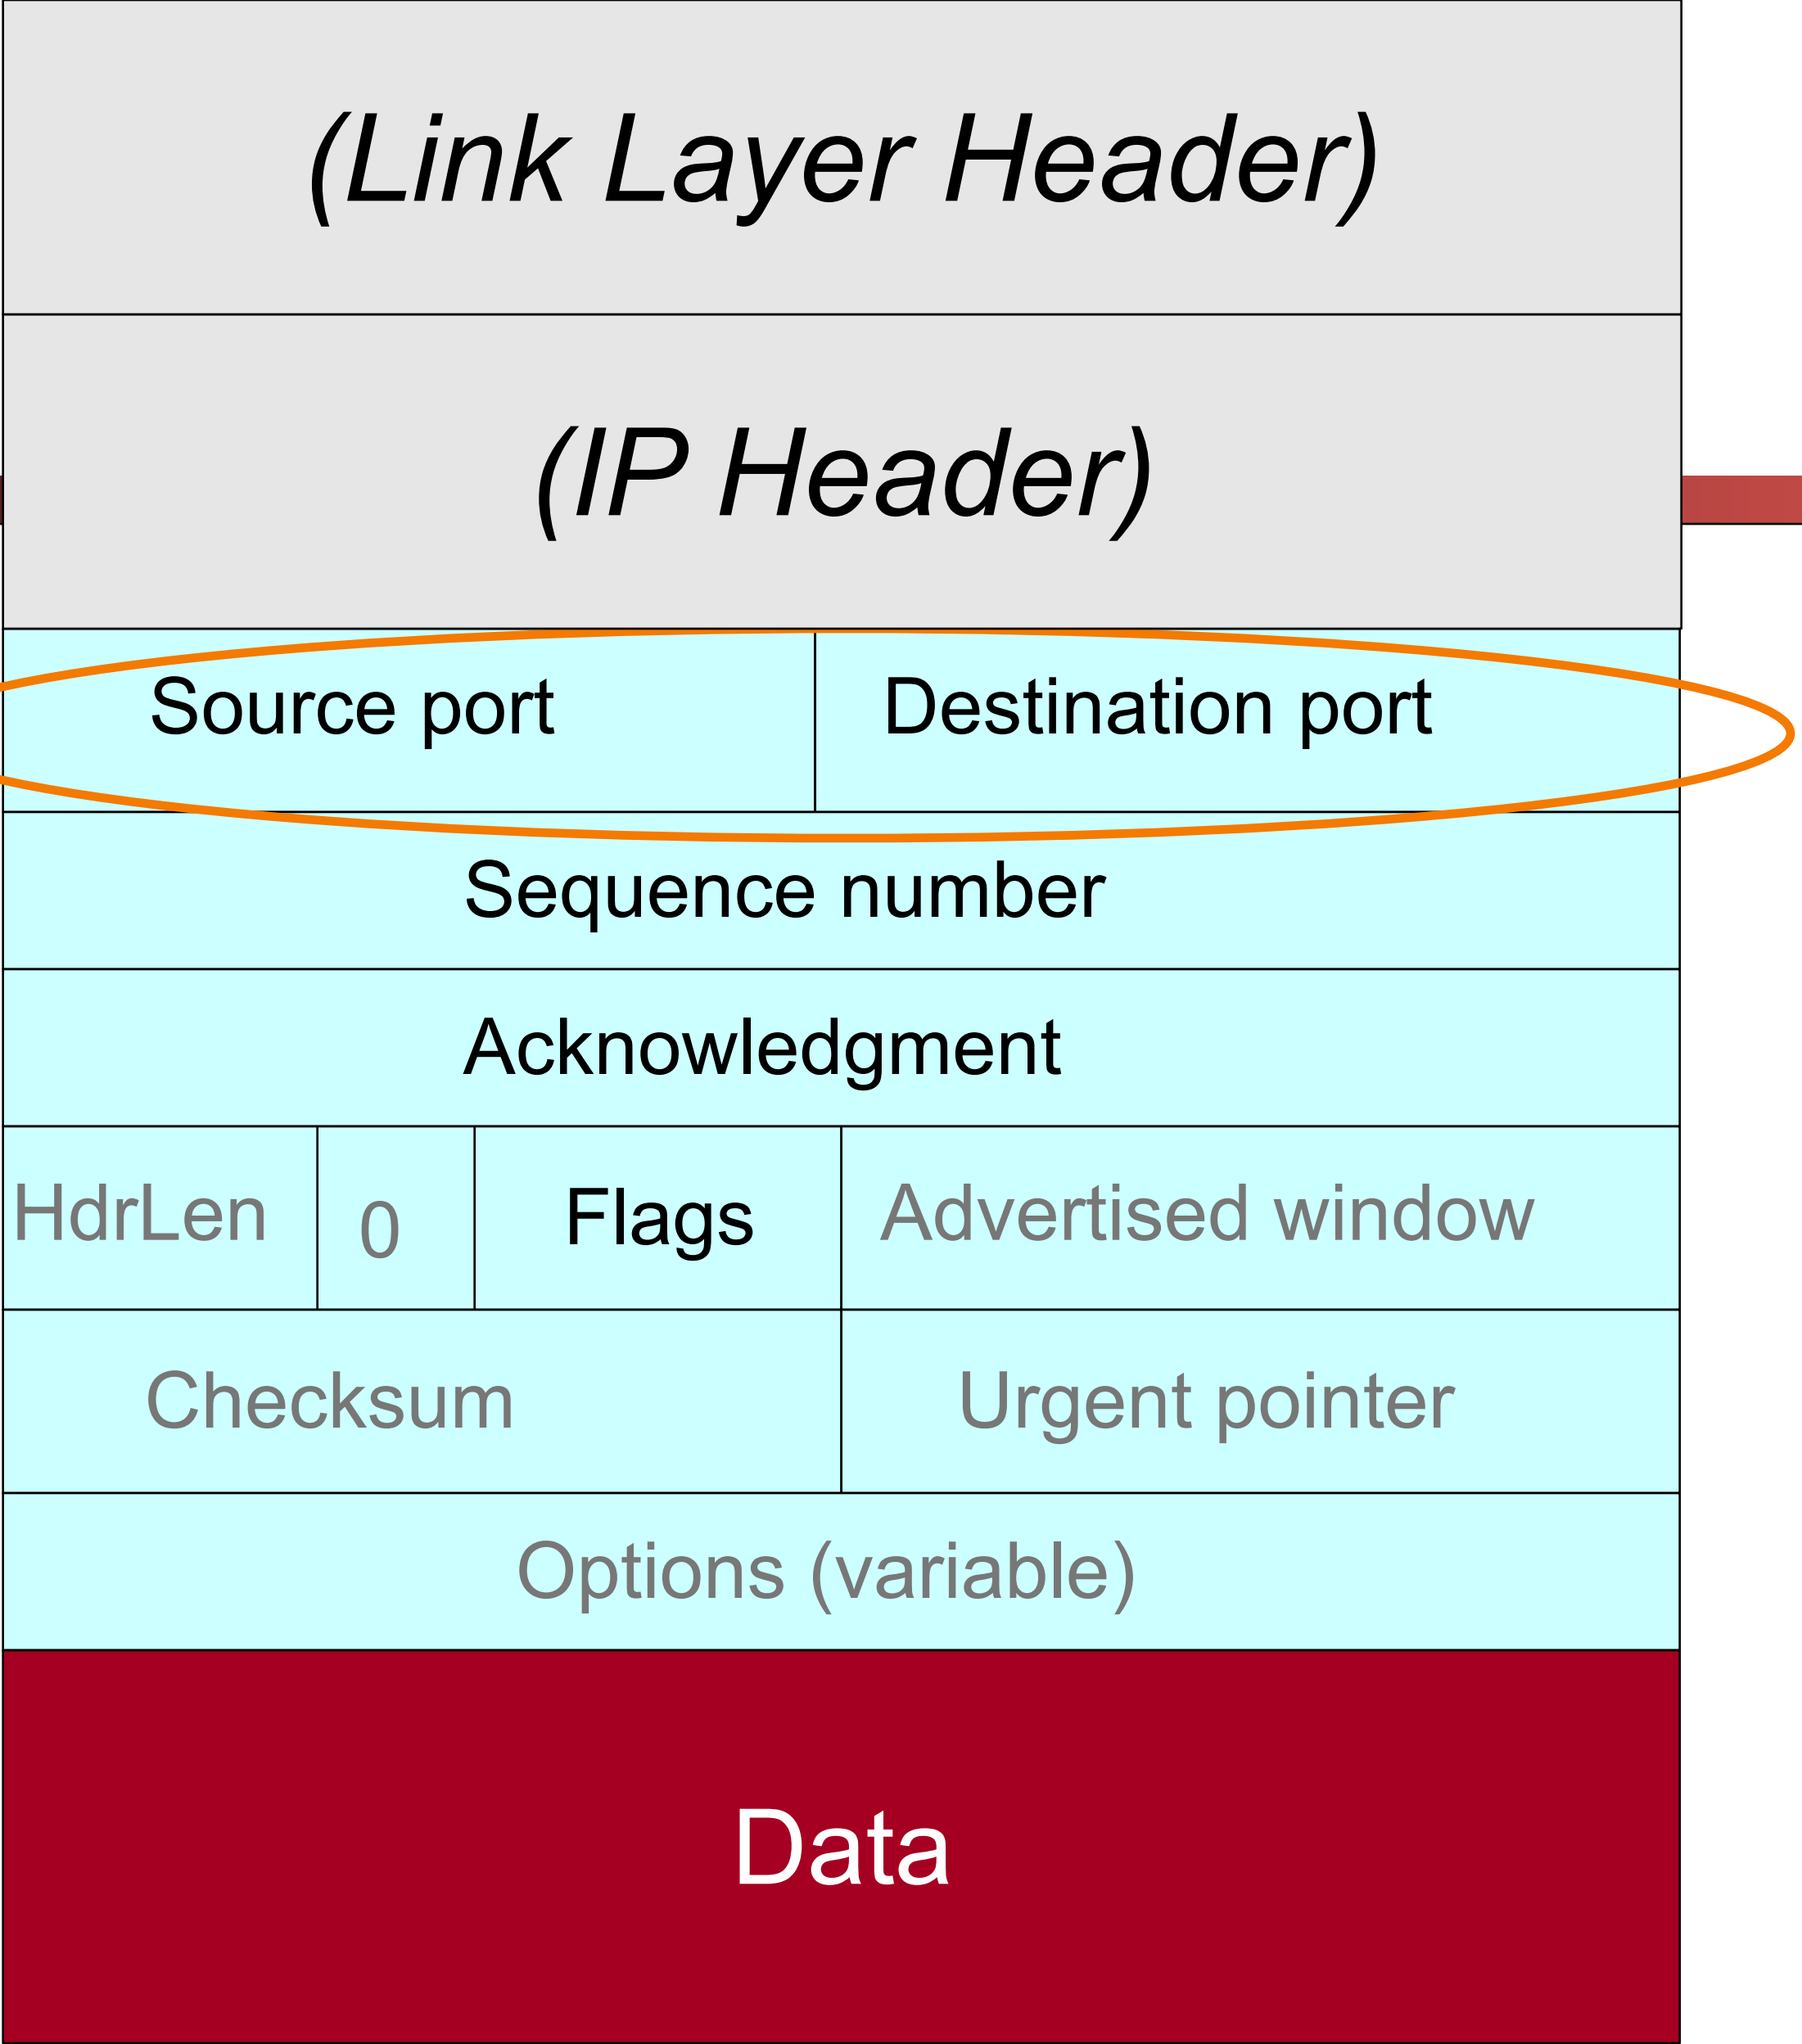 (Link Layer Header)
(IP Header)
Source port
Destination port
Sequence number
Acknowledgment
HdrLen
0
Flags
Advertised window
Checksum
Urgent pointer
Options (variable)
Data